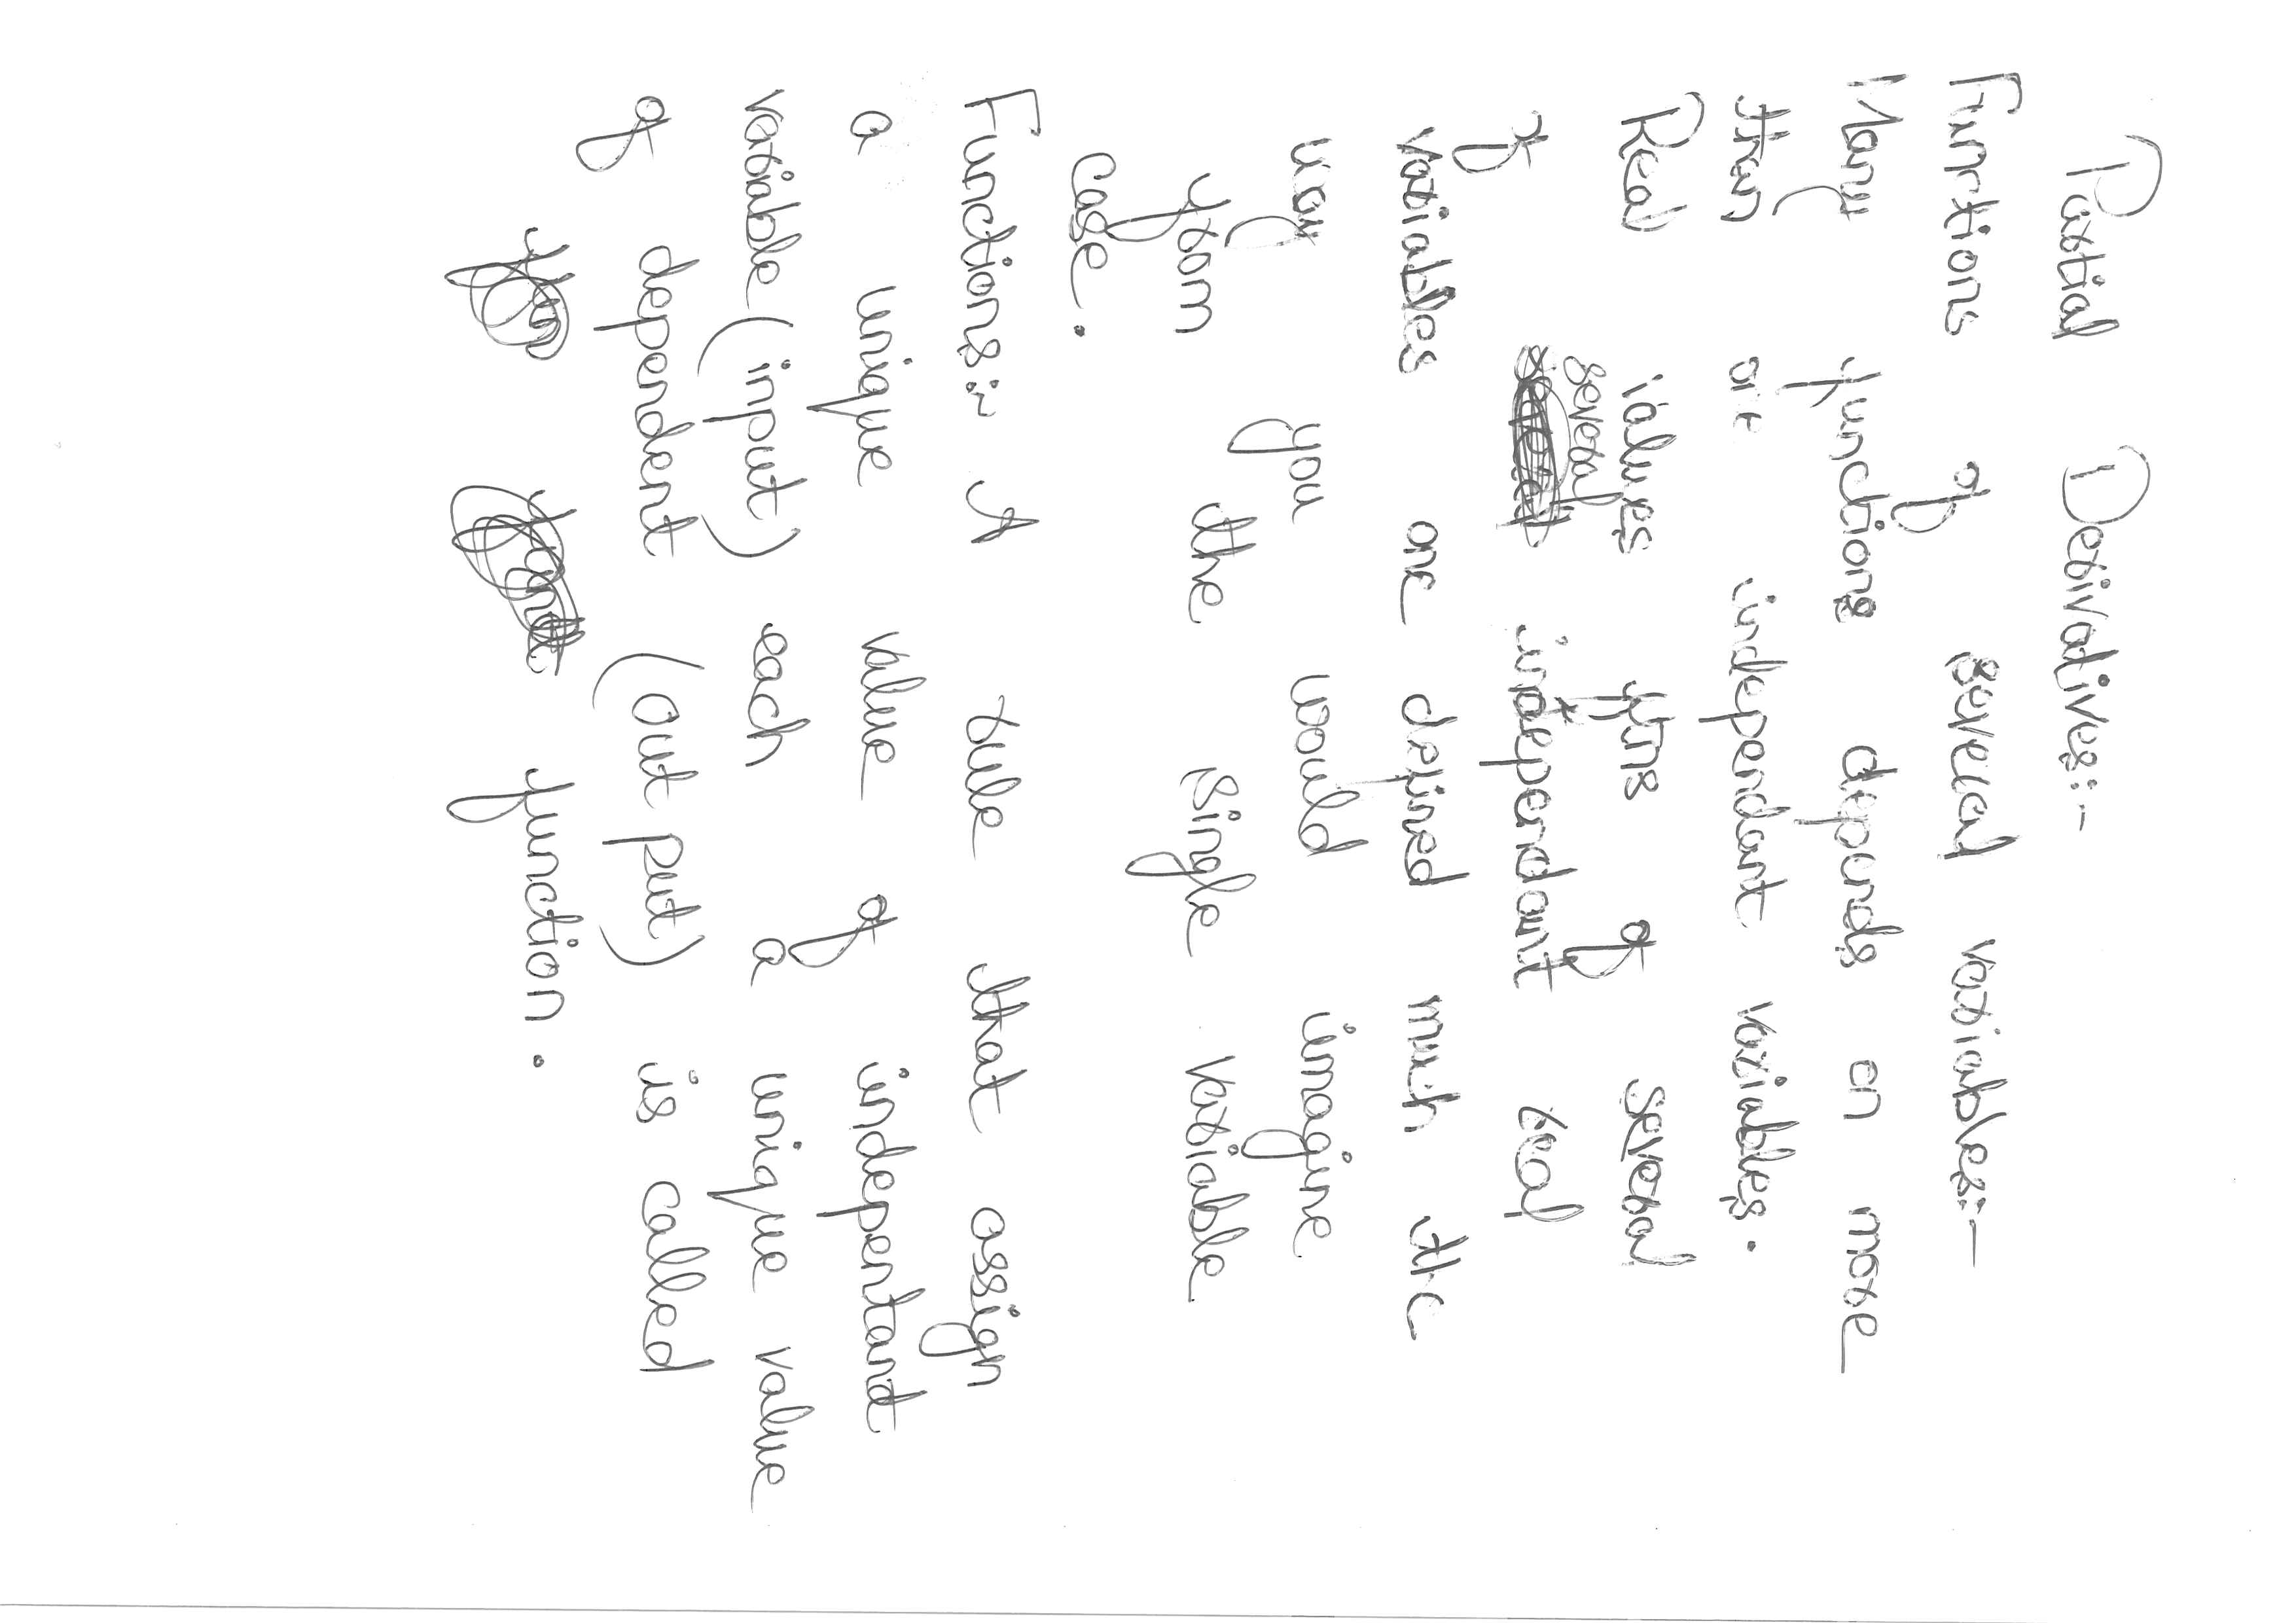 Partial Derivatives:-
Functions of several variables:-
Many functions depends on more
than one independant variables.
Real values ftns of several
of several independant real
variables are defined much the
way you would imagine
from the single variable
case.
Functions:- A rule that assign
a unique value of indepentant
variable (input) each a unique value
of dependent (out put) is called
function.